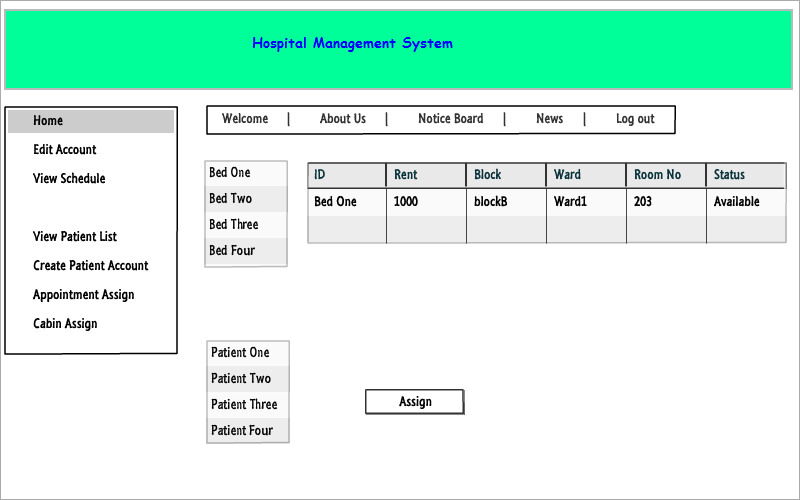 Hospital Management System
Welcome | About Us | Notice Board | News | Log out
Home
Edit Account
View Schedule
View Patient List
Create Patient Account
Appointment Assign
Cabin Assign
Bed One
Bed Two
Bed Three
Bed Four
ID Rent Block Ward Room No Status
Bed One 1000 blockB Ward1 203 Available
Patient One
Patient Two
Patient Three
Patient Four
Assign